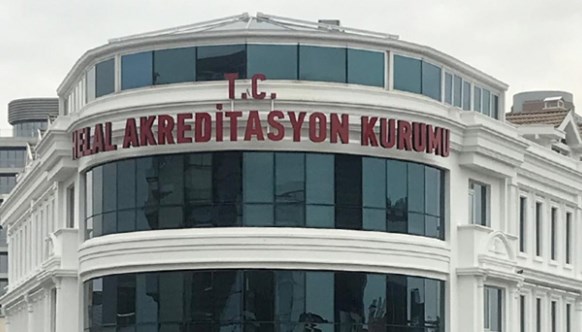 T.C.
HELAL AKREDİTASYON KURUMU